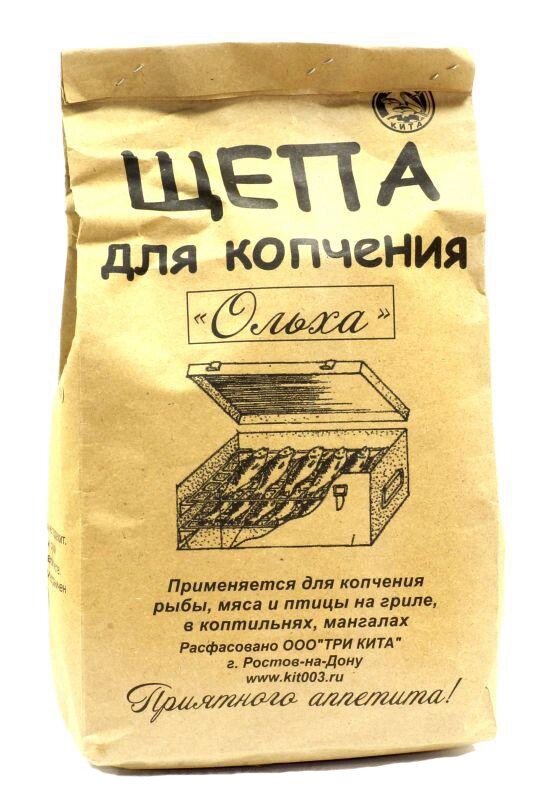 КИТА
ЩЕПА
для копчения
«Ольха»
Применяется для копчения
рыбы, мяса и птицы на гриле,
в коптильнях, мангалах
Расфасовано ООО"ТРИ КИТА"
г. Ростов-на-Дону
www.kit003.ru
Приятного аппетита!